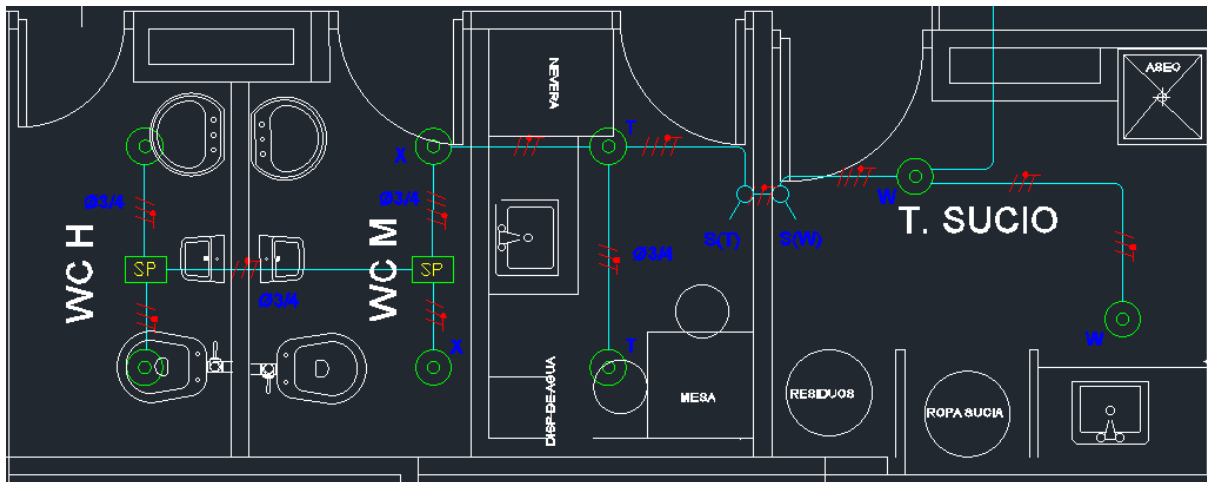 ASEO
NEVERA
T
X
Ø3/4
Ø3/4
W
T. SUCIO
S(T)
S(W)
WC H
WC M
SP
SP
Ø3/4
Ø3/4
W
X
T
DISP-DE-AGUA
MESA
RESIDUOS
ROPA SUCIA